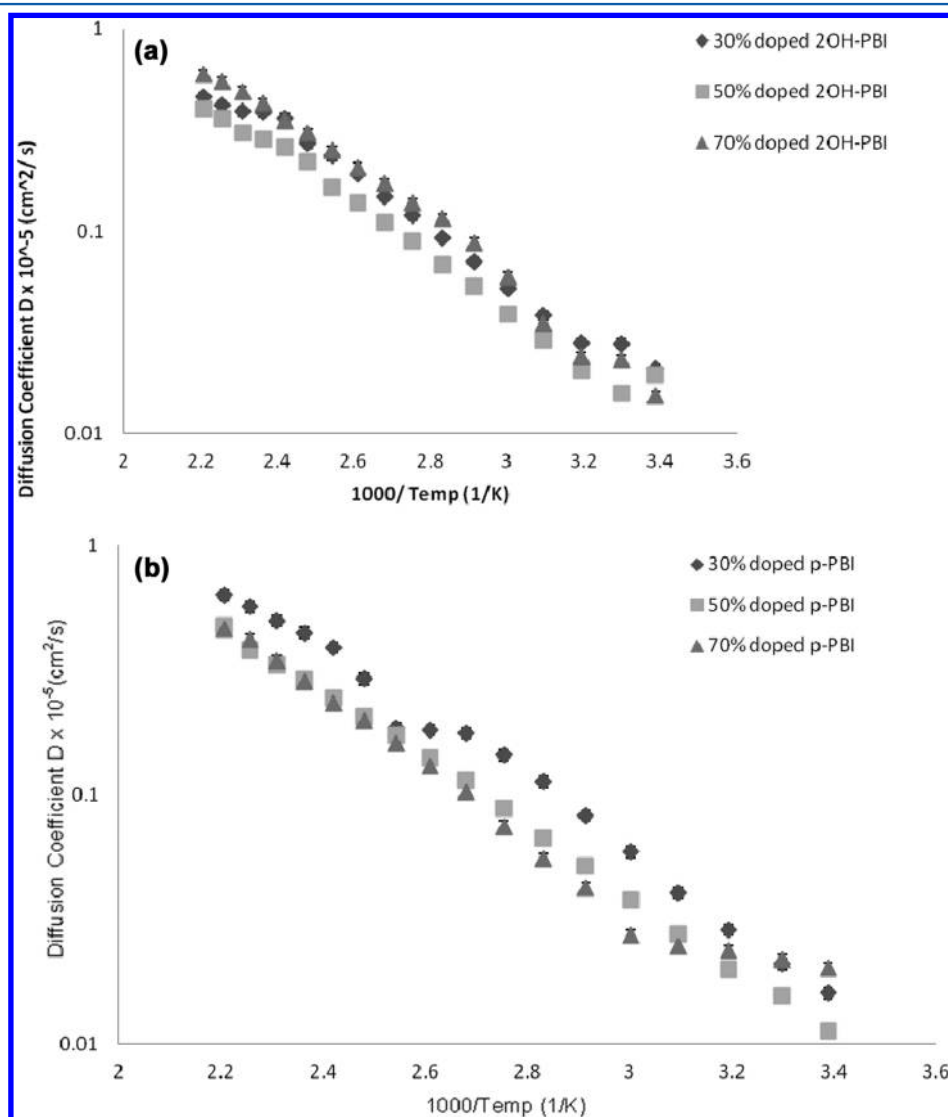 1
(a)
30% doped 2OH-PBI
50% doped 2OH-PBI
70% doped 2OH-PBI
0.1
0.01
Diffusion Coefficient D x 10^-5 (cm^2/ s)
2 2.2 2.4 2.6 2.8 3 3.2 3.4 3.6
1000/ Temp (1/K)
1
(b)
30% doped p-PBI
50% doped p-PBI
70% doped p-PBI
0.1
0.01
Diffusion Coefficient D x 10⁻⁵ (cm²/s)
2 2.2 2.4 2.6 2.8 3 3.2 3.4 3.6
1000/Temp (1/K)